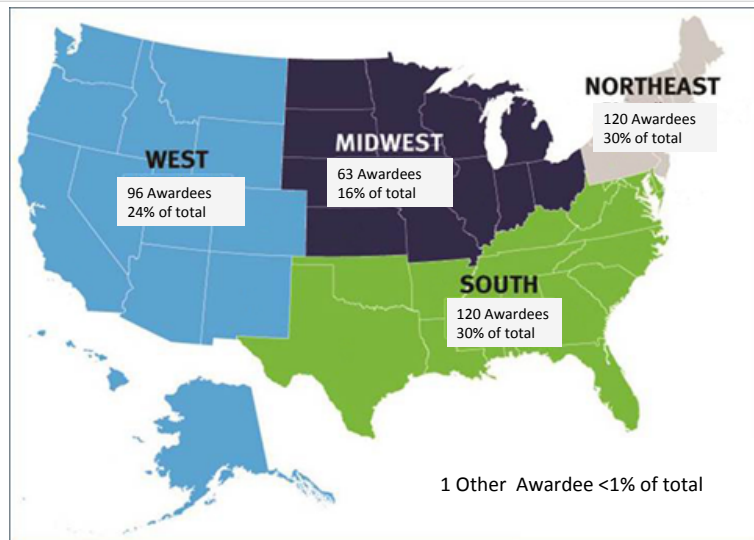 NORTHEAST
120 Awardees
30% of total
MIDWEST
63 Awardees
16% of total
WEST
96 Awardees
24% of total
SOUTH
120 Awardees
30% of total
1 Other Awardee <1% of total